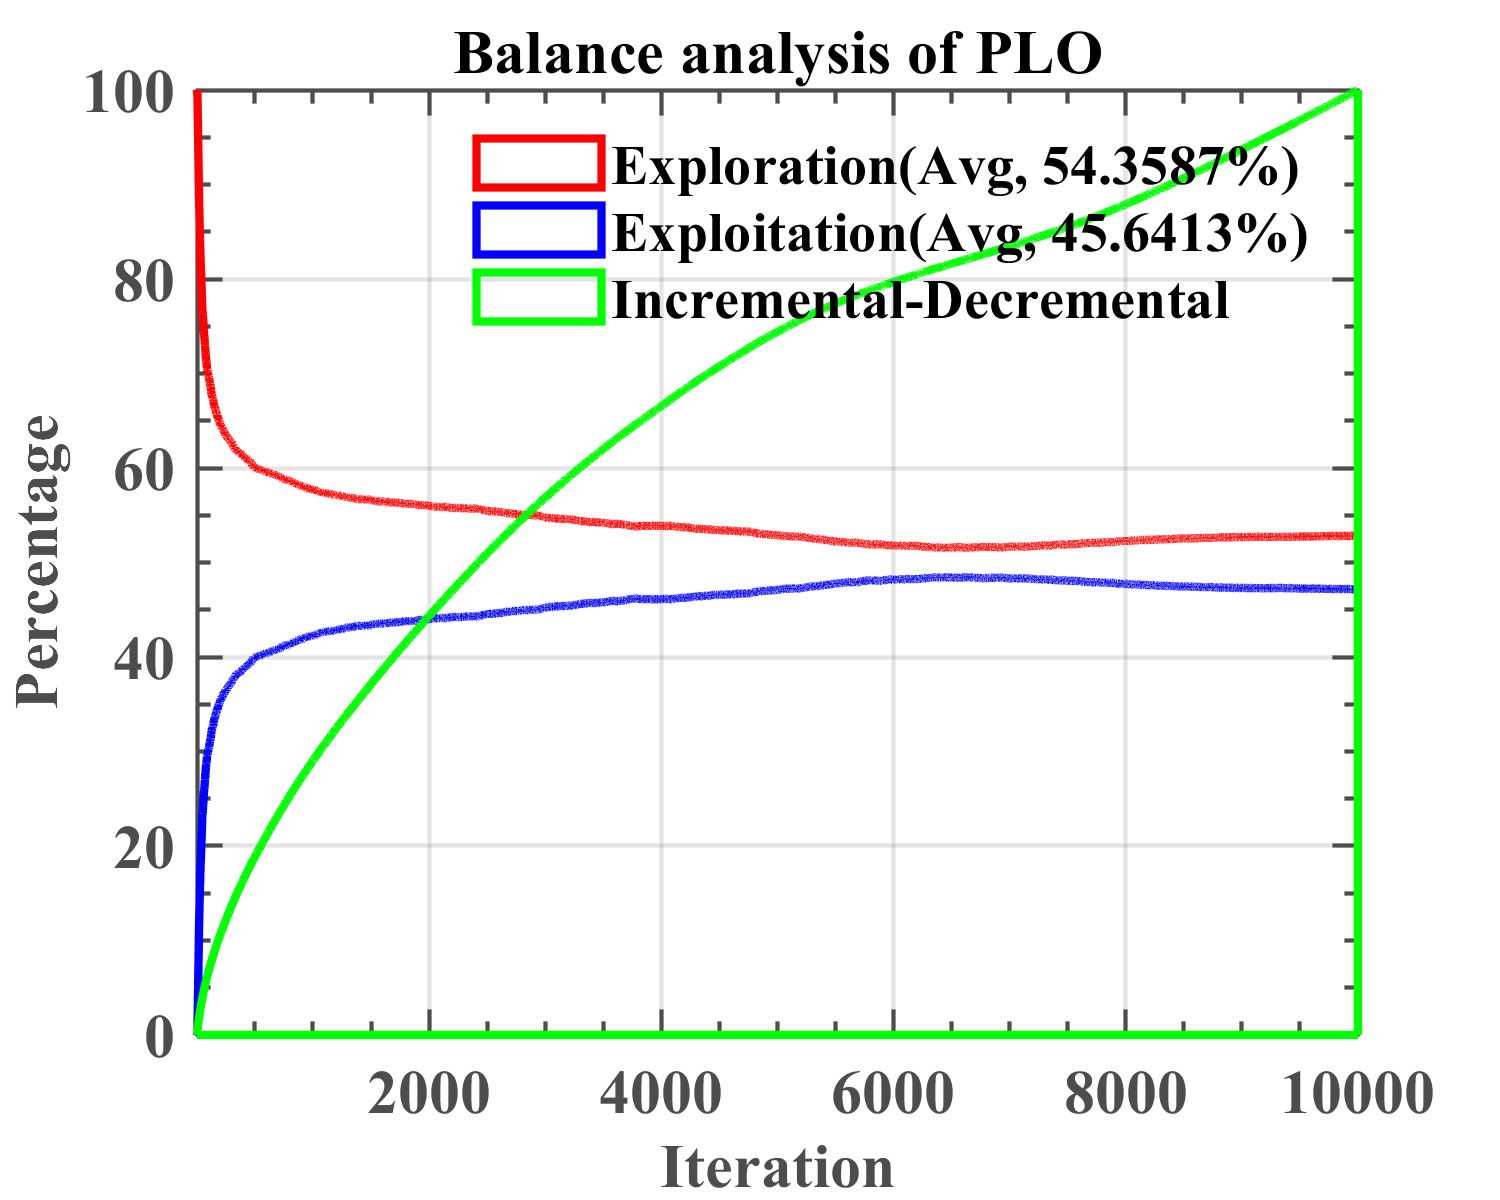 Balance analysis of PLO
100
80
60
40
20
0
Percentage
Exploration(Avg, 54.3587%)
Exploitation(Avg, 45.6413%)
Incremental-Decremental
2000 4000 6000 8000 10000
Iteration